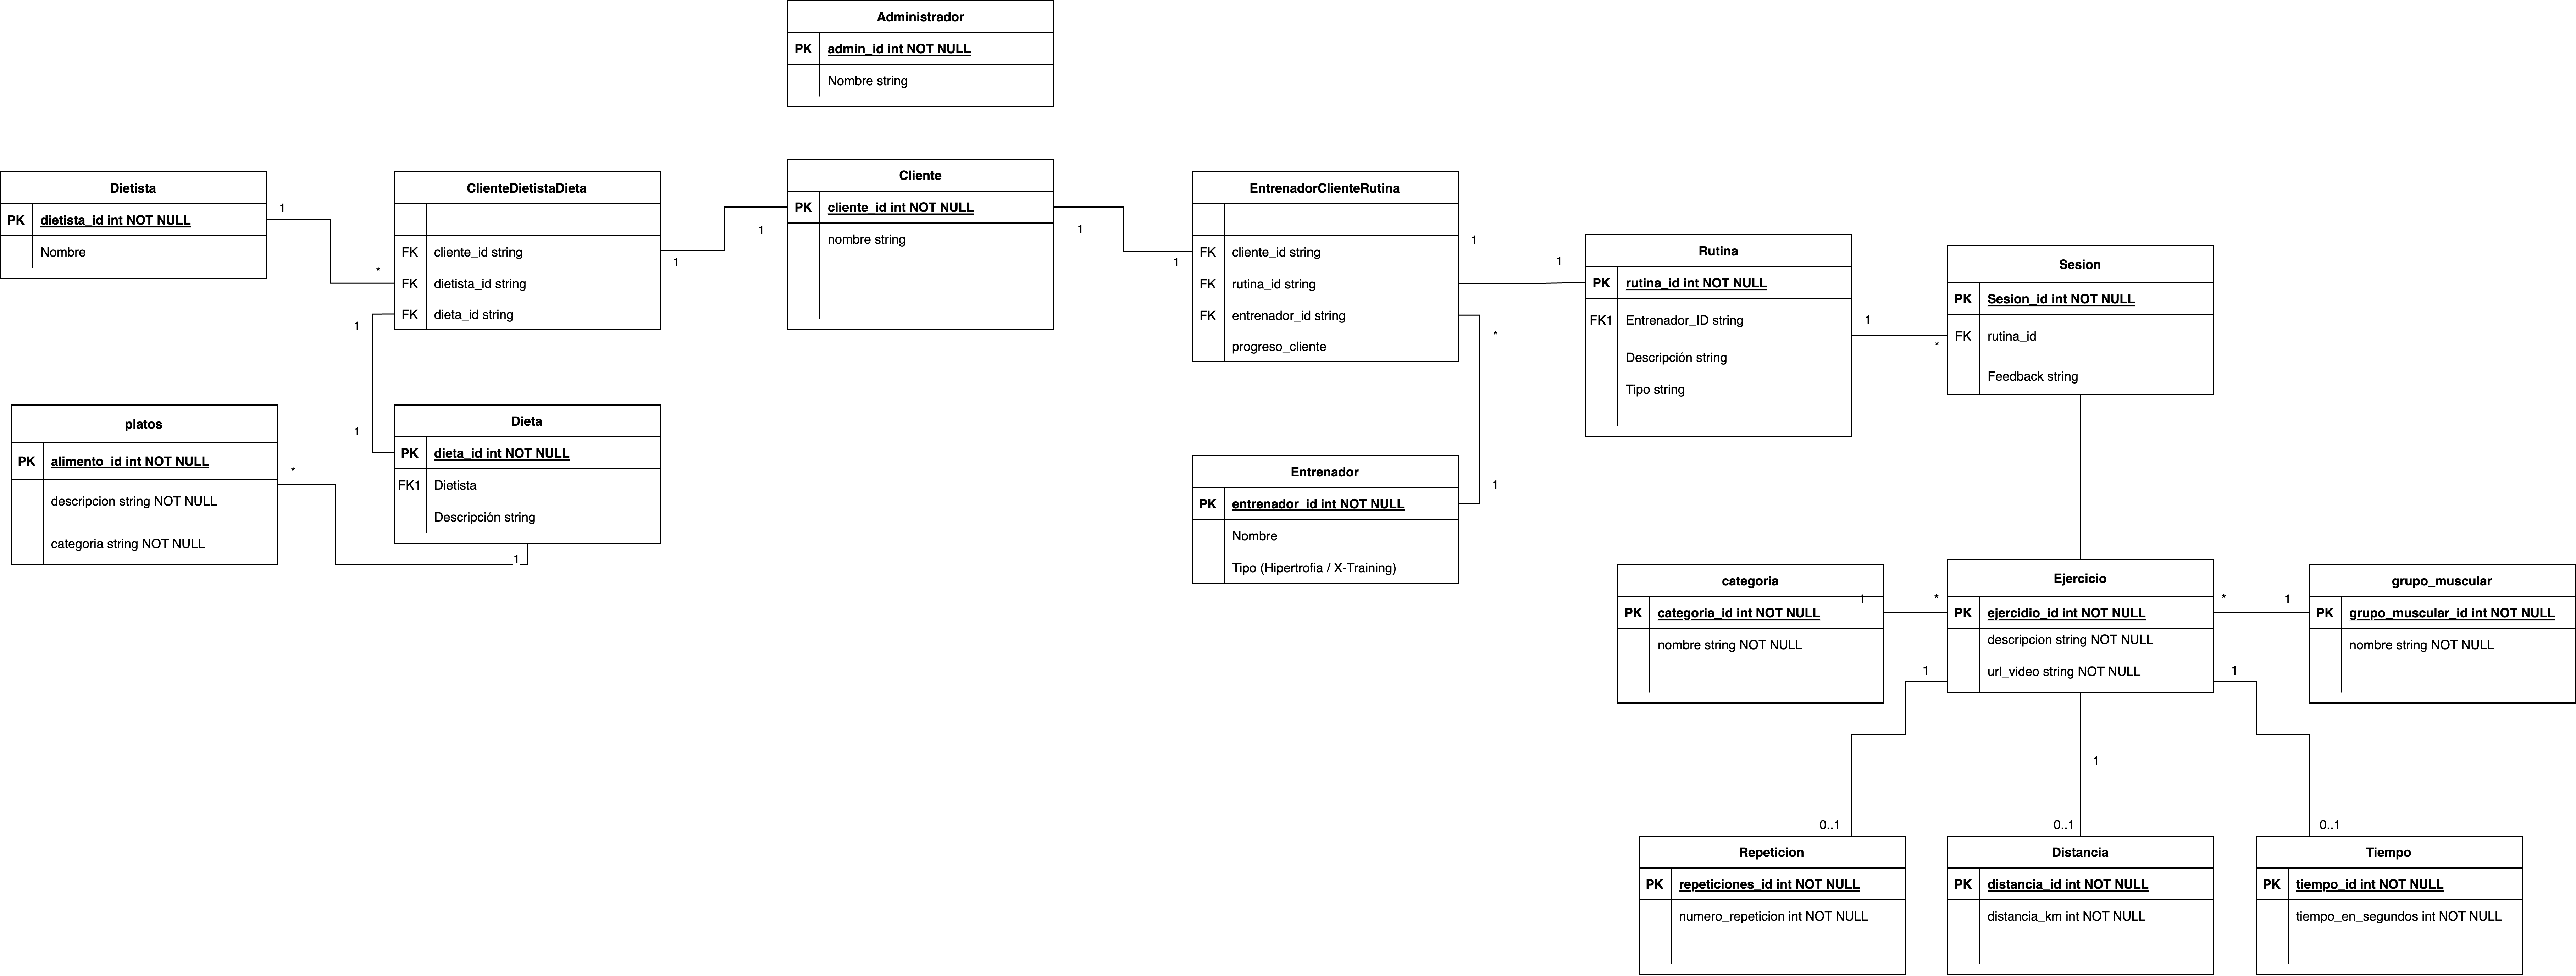 Administrador
PK admin_id int NOT NULL
Nombre string
Dietista
PK dietista_id int NOT NULL
Nombre
1
*
ClienteDietistaDieta
FK cliente_id string
FK dietista_id string
FK dieta_id string
1
1
1
1
Cliente
PK cliente_id int NOT NULL
nombre string
1
1
EntrenadorClienteRutina
FK cliente_id string
FK rutina_id string
FK entrenador_id string
progreso_cliente
1
1
*
1
Rutina
PK rutina_id int NOT NULL
FK1 Entrenador_ID string
Descripción string
Tipo string
1
*
Sesion
PK Sesion_id int NOT NULL
FK rutina_id
Feedback string
platos
PK alimento_id int NOT NULL
descripcion string NOT NULL
categoria string NOT NULL
*
1
Dieta
PK dieta_id int NOT NULL
FK1 Dietista
Descripción string
Entrenador
PK entrenador_id int NOT NULL
Nombre
Tipo (Hipertrofia / X-Training)
categoria
PK categoria_id int NOT NULL
nombre string NOT NULL
1
*
Ejercicio
PK ejercidio_id int NOT NULL
descripcion string NOT NULL
url_video string NOT NULL
*
1
grupo_muscular
PK grupo_muscular_id int NOT NULL
nombre string NOT NULL
1
1
1
0..1
0..1
0..1
Repeticion
PK repeticiones_id int NOT NULL
numero_repeticion int NOT NULL
Distancia
PK distancia_id int NOT NULL
distancia_km int NOT NULL
Tiempo
PK tiempo_id int NOT NULL
tiempo_en_segundos int NOT NULL